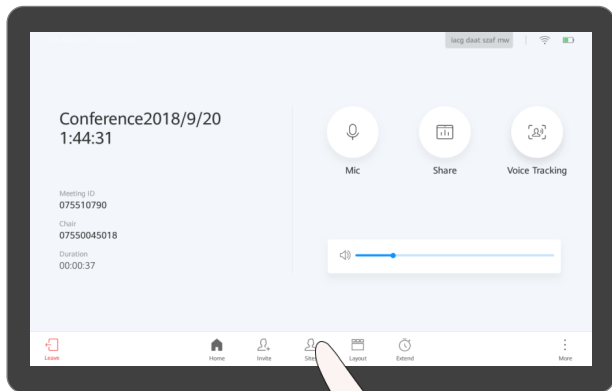 iacg daat szaf mw
Conference2018/9/20
1:44:31
Mic
Share
Voice Tracking
Meeting ID
075510790
Chair
07550045018
Duration
00:00:37
Leave
Home
Invite
Layout
Extend
More